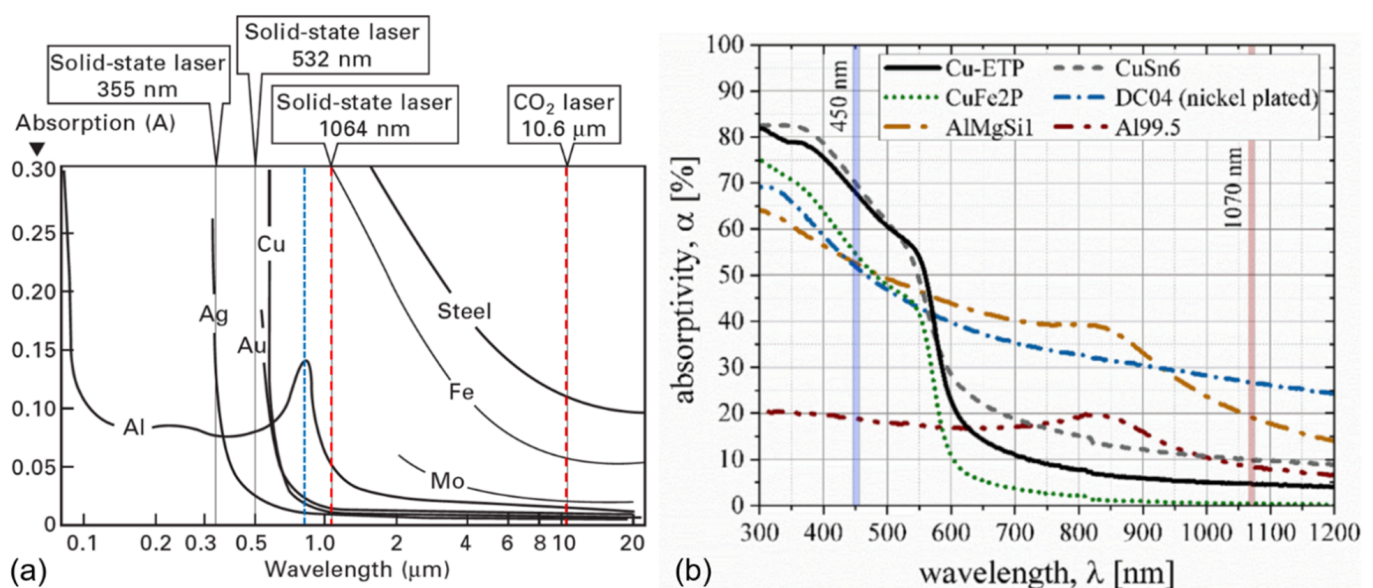 Solid-state laser
355 nm
Solid-state laser
532 nm
Solid-state laser
1064 nm
CO₂ laser
10.6 μm
Absorption (A)
0.30
0.25
0.20
0.15
0.10
0.05
0
Ag
Au
Cu
Al
Steel
Fe
Mo
0.1 0.2 0.3 0.5 1.0 2 4 6 8 10 20
Wavelength (μm)
(a)
absorptivity, α [%]
100
90
80
70
60
50
40
30
20
10
0
450 nm
1070 nm
Cu-ETP CuSn6
CuFe2P DC04 (nickel plated)
AlMgSi1 Al99.5
300 400 500 600 700 800 900 1000 1100 1200
wavelength, λ [nm]
(b)